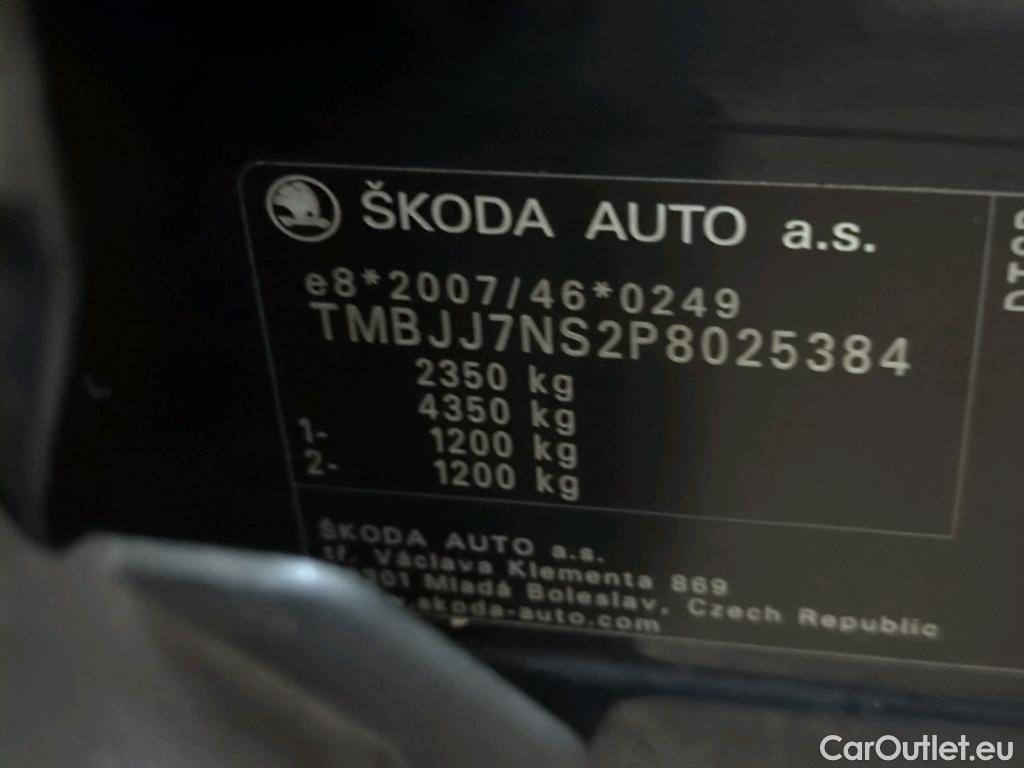 ŠKODA AUTO a.s.
e8*2007/46*0249
TMBJJ7NS2P8025384
2350 kg
4350 kg
1- 1200 kg
2- 1200 kg
ŠKODA AUTO a.s.
tř. Václava Klementa 869
301 Mladá Boleslav, Czech Republic
.skoda-auto.com
CarOutlet.eu